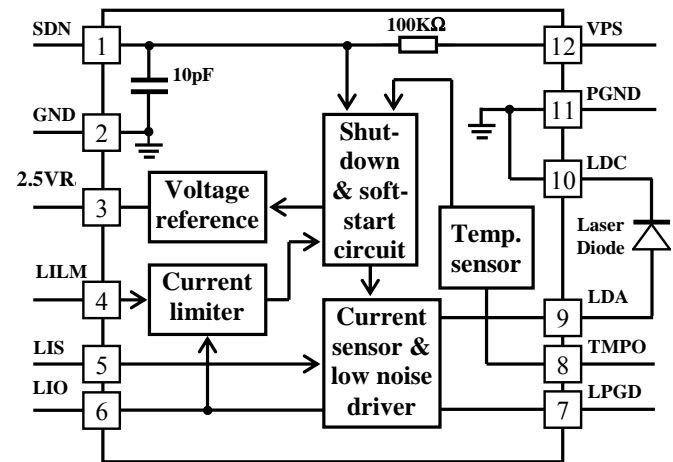 SDN
1
100KΩ
12
VPS
10pF
GND
2
11
PGND
Shut-
down
& soft-
start
circuit
2.5VR
3
Voltage
reference
10
LDC
Temp.
sensor
Laser
Diode
LILM
4
Current
limiter
9
LDA
Current
sensor &
low noise
driver
LIS
5
8
TMPO
LIO
6
7
LPGD